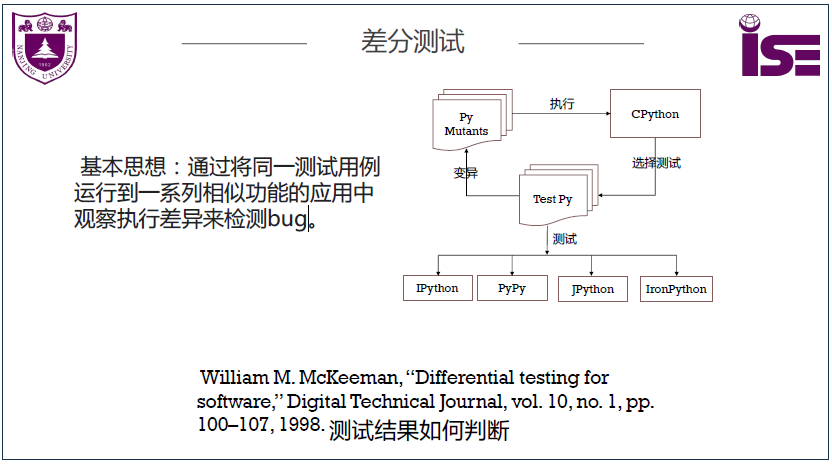 差分测试
NANJING UNIVERSITY
1902
iSE
基本思想：通过将同一测试用例
运行到一系列相似功能的应用中
观察执行差异来检测bug。
Py
Mutants
执行
CPython
变异
选择测试
Test Py
测试
IPython
PyPy
JPython
IronPython
William M. McKeeman, “Differential testing for
software,” Digital Technical Journal, vol. 10, no. 1, pp.
100–107, 1998. 测试结果如何判断